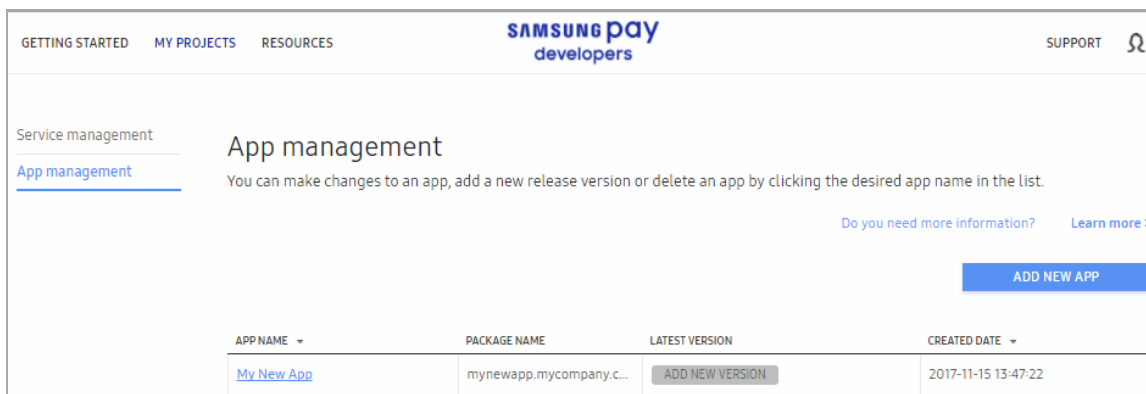 GETTING STARTED MY PROJECTS RESOURCES SAMSUNG pay developers SUPPORT
Service management
App management
App management
You can make changes to an app, add a new release version or delete an app by clicking the desired app name in the list.
Do you need more information? Learn more
ADD NEW APP
APP NAME PACKAGE NAME LATEST VERSION CREATED DATE
My New App mynewapp.mycompany.c... ADD NEW VERSION 2017-11-15 13:47:22